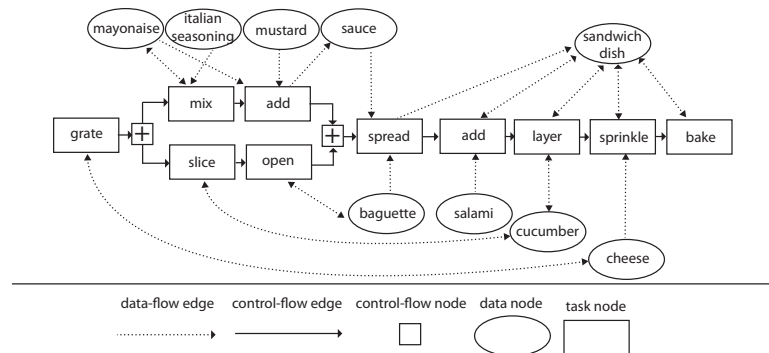 mayonaise
italian
seasoning
mustard
sauce
sandwich
dish
mix
add
grate
+
+
spread
add
layer
sprinkle
bake
slice
open
baguette
salami
cucumber
cheese
data-flow edge
control-flow edge
control-flow node
data node
task node